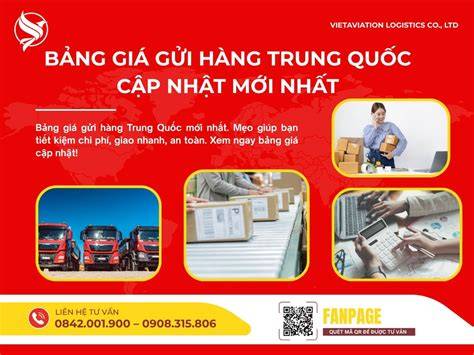 VIETAVIATION LOGISTICS CO., LTD
BẢNG GIÁ GỬI HÀNG TRUNG QUỐC
CẬP NHẬT MỚI NHẤT
Bảng giá gửi hàng Trung Quốc mới nhất. Mẹo giúp bạn
tiết kiệm chi phí, giao nhanh, an toàn. Xem ngay bảng giá
cập nhật!
LIÊN HỆ TƯ VẤN
0842.001.900 – 0908.315.806
FANPAGE
QUÉT MÃ QR ĐỂ ĐƯỢC TƯ VẤN